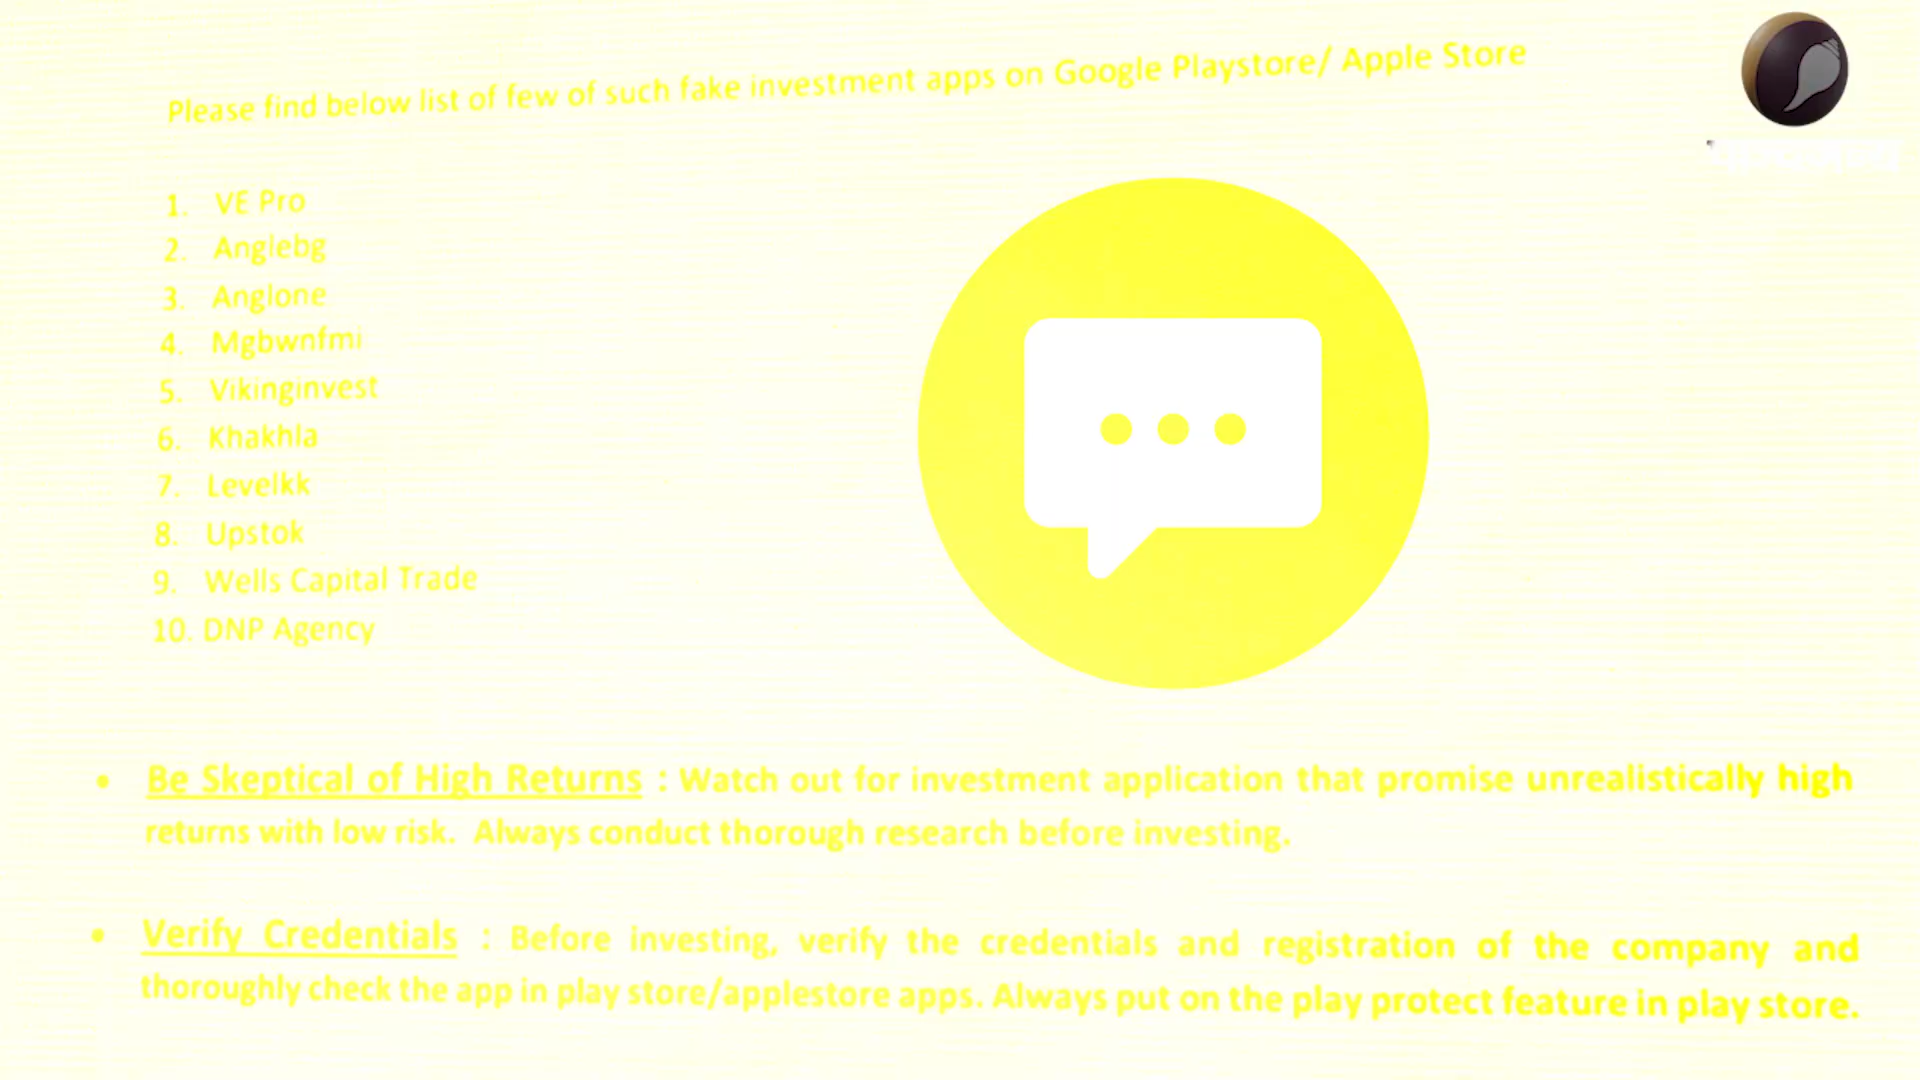 Please find below list of few of such fake investment apps on Google Playstore/ Apple Store
1. VE Pro
2. Anglebg
3. Anglone
4. Mgbwnfmi
5. Vikinginvest
6. Khakhla
7. Levelkk
8. Upstok
9. Wells Capital Trade
10. DNP Agency
• Be Skeptical of High Returns : Watch out for investment application that promise unrealistically high
returns with low risk. Always conduct thorough research before investing.
• Verify Credentials : Before investing, verify the credentials and registration of the company and
thoroughly check the app in play store/applestore apps. Always put on the play protect feature in play store.